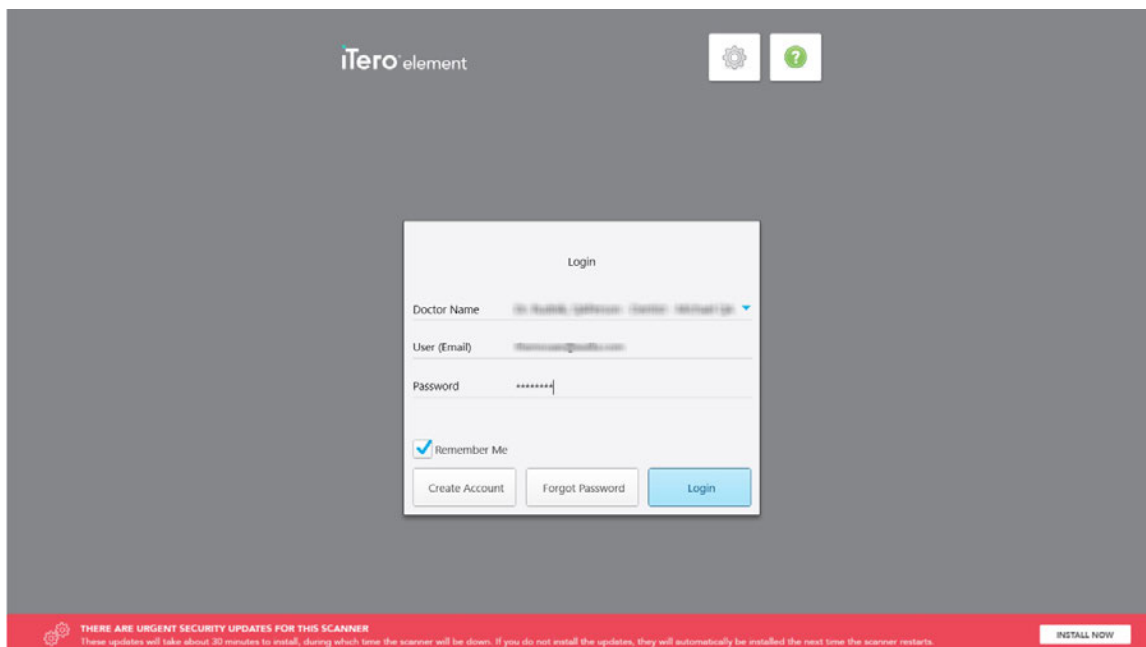 iTero element
?
Login
Doctor Name
User (Email)
Password ********
Remember Me
Create Account Forgot Password Login
THERE ARE URGENT SECURITY UPDATES FOR THIS SCANNER
These updates will take about 30 minutes to install, during which time the scanner will be down. If you do not install the updates, they will automatically be installed the next time the scanner restarts.
INSTALL NOW